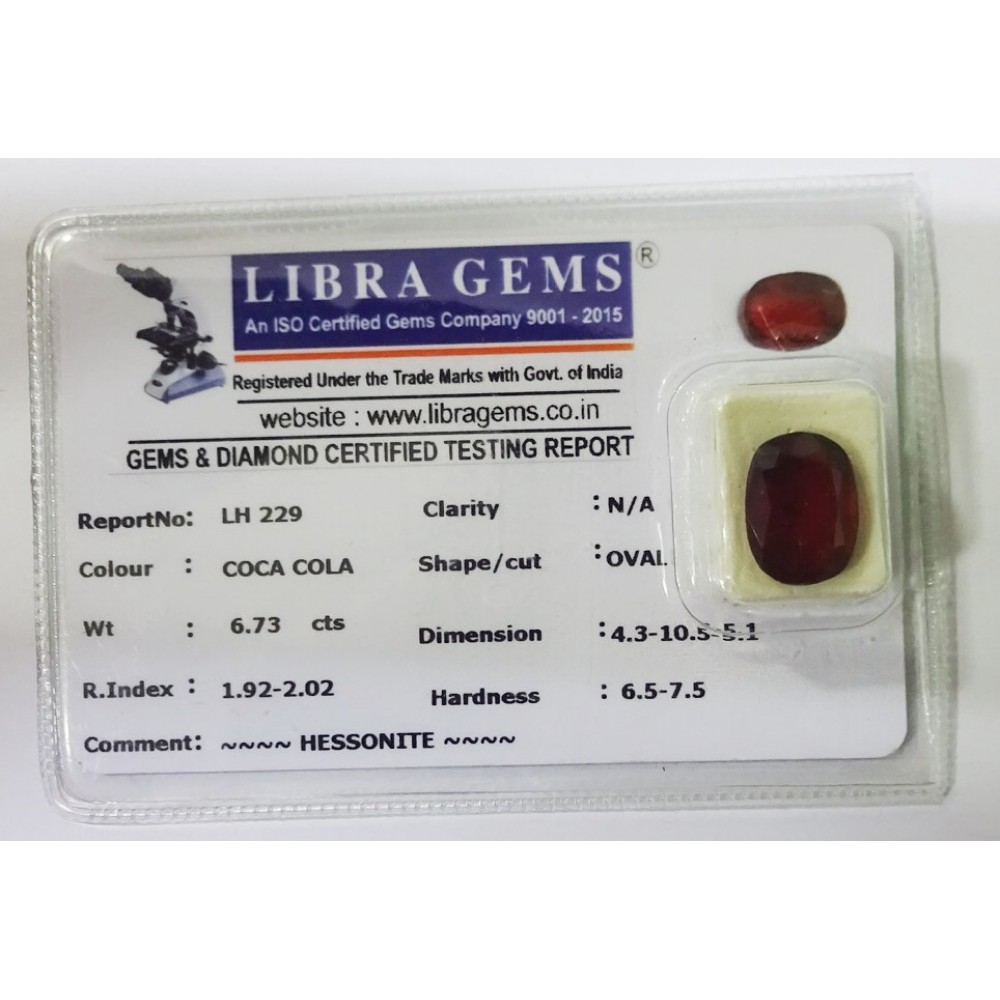 LIBRA GEMS ®
An ISO Certified Gems Company 9001 - 2015
Registered Under the Trade Marks with Govt. of India
website : www.libragems.co.in
GEMS & DIAMOND CERTIFIED TESTING REPORT
ReportNo: LH 229 Clarity : N/A
Colour : COCA COLA Shape/cut : OVAL
Wt : 6.73 cts Dimension : 4.3-10.5-5.1
R.Index : 1.92-2.02 Hardness : 6.5-7.5
Comment: ~~~~ HESSONITE ~~~~